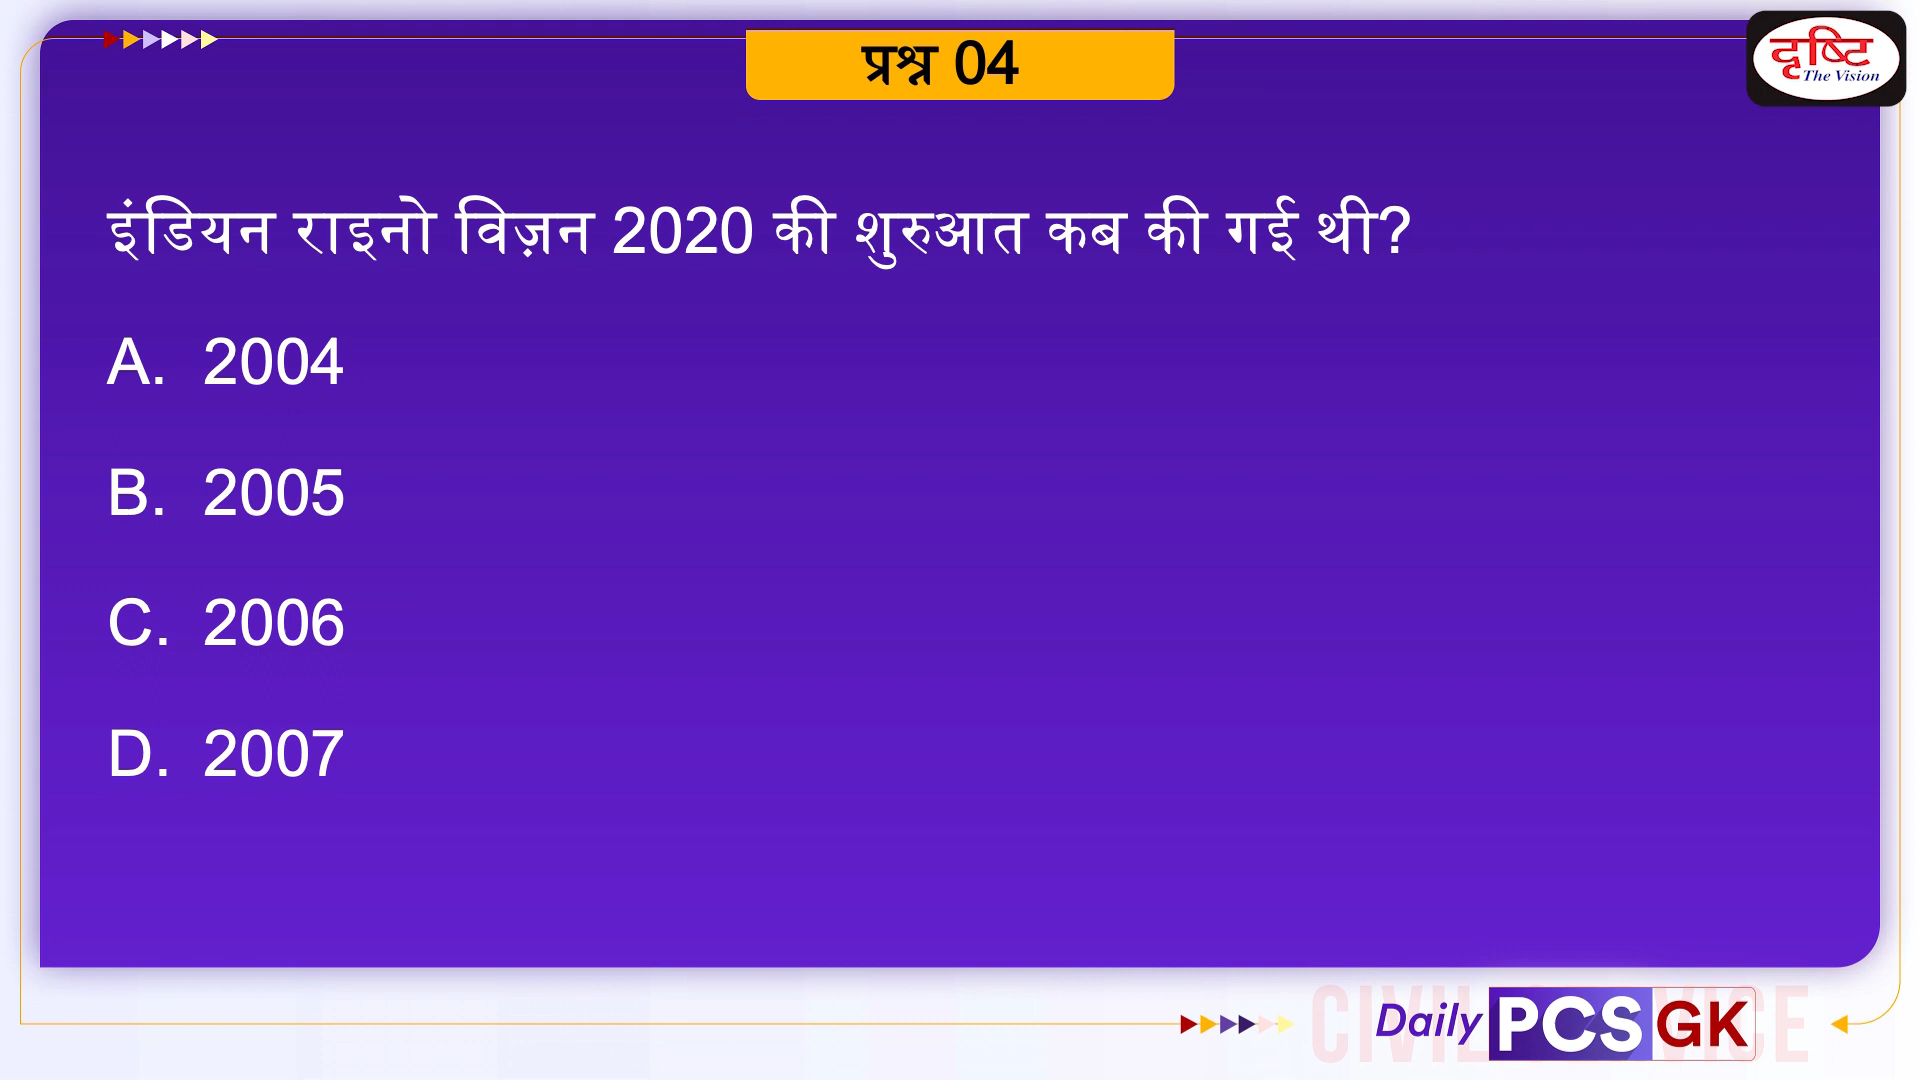 प्रश्न 04
दृष्टि
The Vision
इंडियन राइनो विज़न 2020 की शुरुआत कब की गई थी?
A. 2004
B. 2005
C. 2006
D. 2007
Daily PCS GK